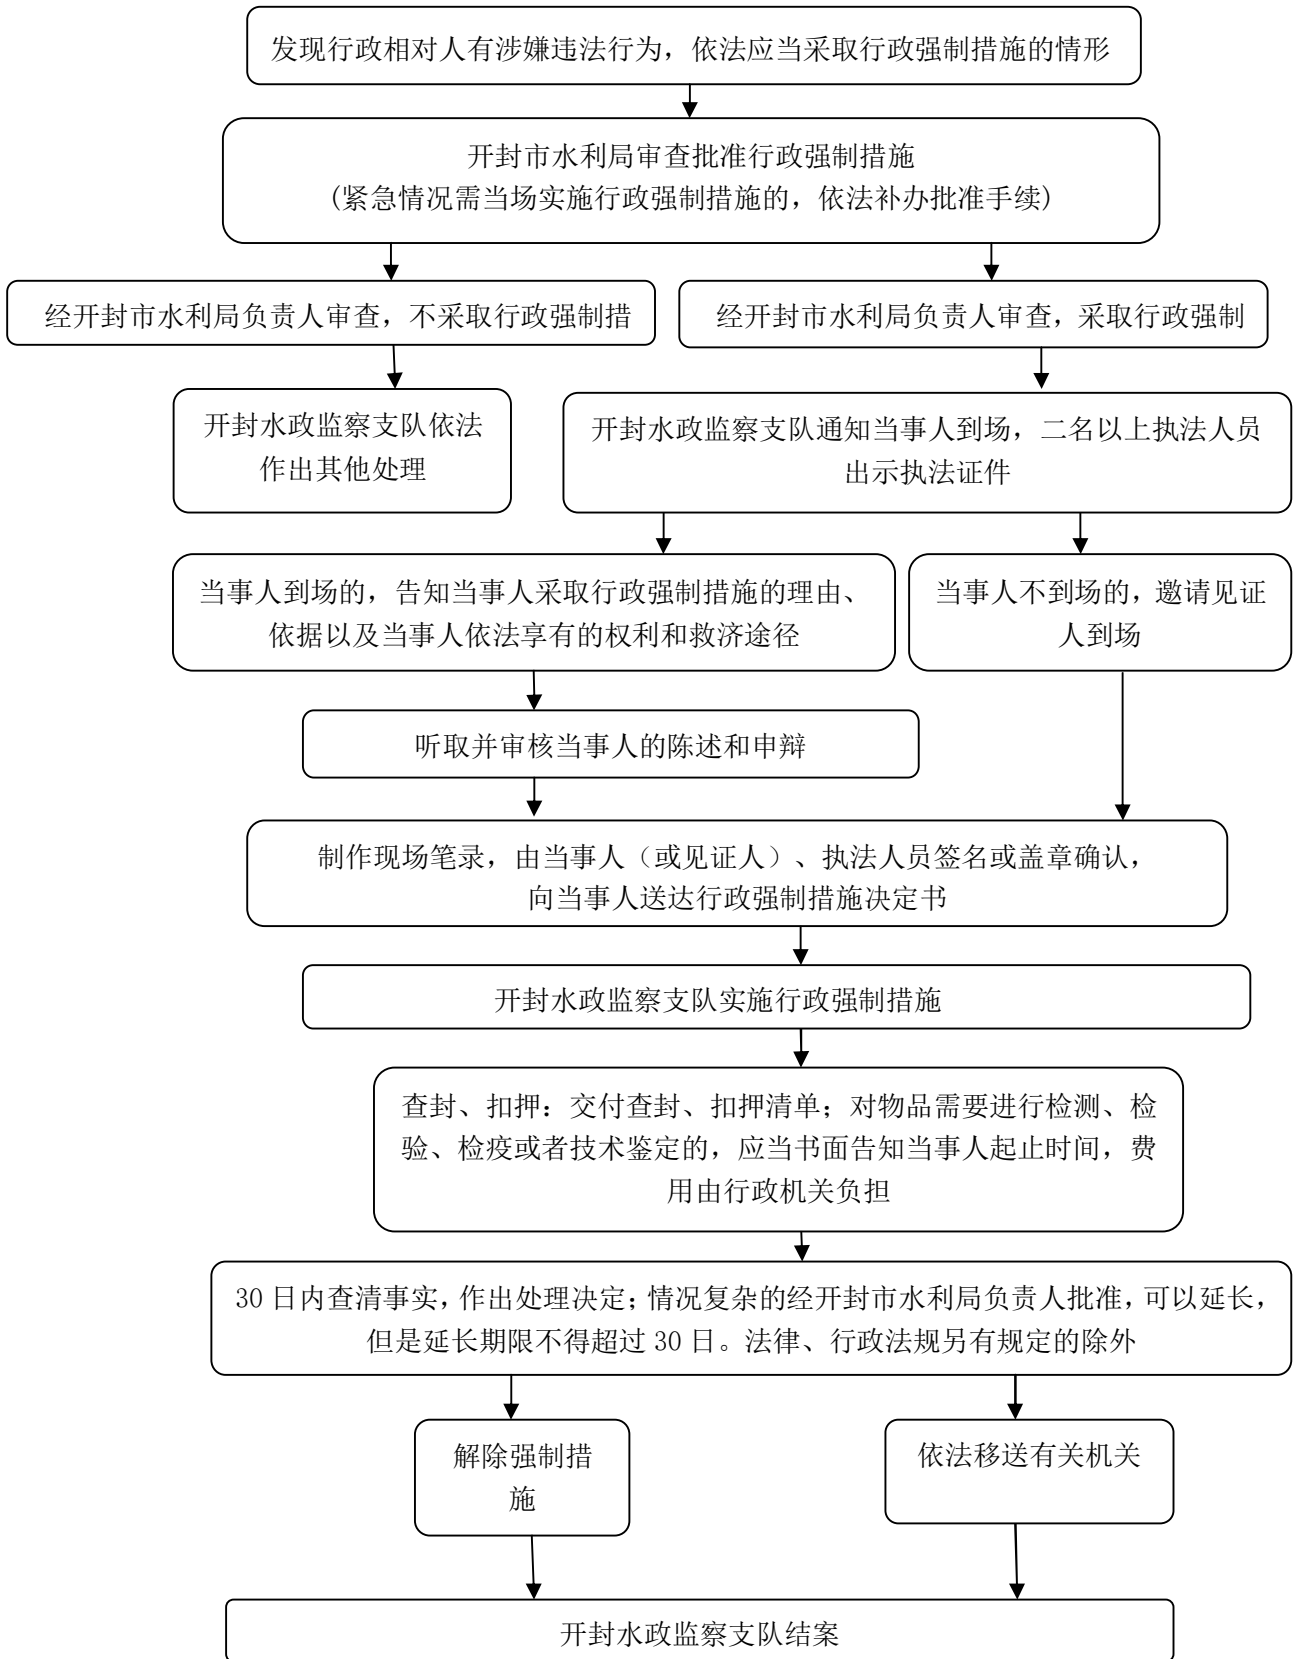 发现行政相对人有涉嫌违法行为，依法应当采取行政强制措施的情形
开封市水利局审查批准行政强制措施
(紧急情况需当场实施行政强制措施的，依法补办批准手续)
经开封市水利局负责人审查，不采取行政强制措
经开封市水利局负责人审查，采取行政强制
开封水政监察支队依法
作出其他处理
开封水政监察支队通知当事人到场，二名以上执法人员
出示执法证件
当事人到场的，告知当事人采取行政强制措施的理由、
依据以及当事人依法享有的权利和救济途径
当事人不到场的，邀请见证
人到场
听取并审核当事人的陈述和申辩
制作现场笔录，由当事人（或见证人）、执法人员签名或盖章确认，
向当事人送达行政强制措施决定书
开封水政监察支队实施行政强制措施
查封、扣押：交付查封、扣押清单；对物品需要进行检测、检
验、检疫或者技术鉴定的，应当书面告知当事人起止时间，费
用由行政机关负担
30 日内查清事实，作出处理决定；情况复杂的经开封市水利局负责人批准，可以延长，
但是延长期限不得超过 30 日。法律、行政法规另有规定的除外
解除强制措
施
依法移送有关机关
开封水政监察支队结案